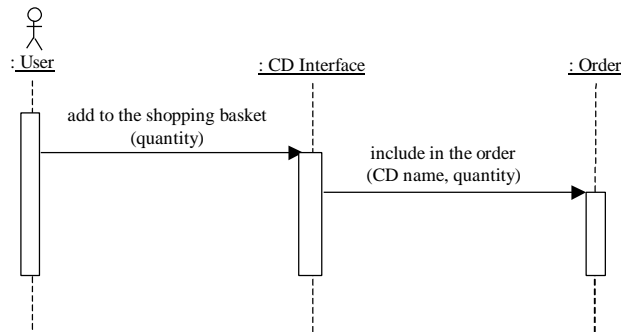 : User
: CD Interface
: Order
add to the shopping basket
(quantity)
include in the order
(CD name, quantity)